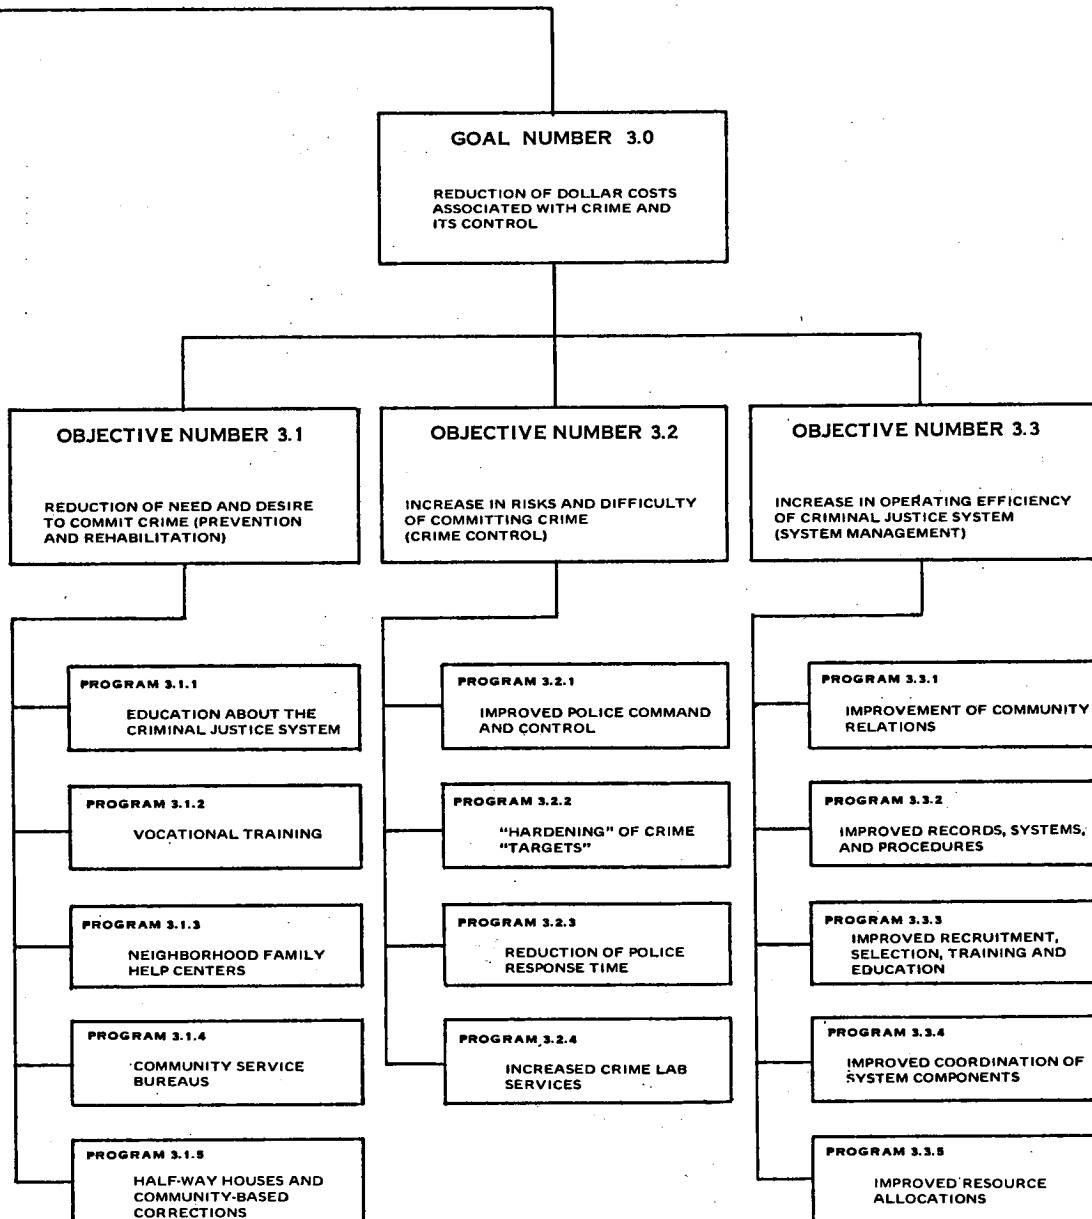 GOAL NUMBER 3.0
REDUCTION OF DOLLAR COSTS
ASSOCIATED WITH CRIME AND
ITS CONTROL
OBJECTIVE NUMBER 3.1
REDUCTION OF NEED AND DESIRE
TO COMMIT CRIME (PREVENTION
AND REHABILITATION)
PROGRAM 3.1.1
EDUCATION ABOUT THE
CRIMINAL JUSTICE SYSTEM
PROGRAM 3.1.2
VOCATIONAL TRAINING
PROGRAM 3.1.3
NEIGHBORHOOD FAMILY
HELP CENTERS
PROGRAM 3.1.4
COMMUNITY SERVICE
BUREAUS
PROGRAM 3.1.5
HALF-WAY HOUSES AND
COMMUNITY-BASED
CORRECTIONS
OBJECTIVE NUMBER 3.2
INCREASE IN RISKS AND DIFFICULTY
OF COMMITTING CRIME
(CRIME CONTROL)
PROGRAM 3.2.1
IMPROVED POLICE COMMAND
AND CONTROL
PROGRAM 3.2.2
"HARDENING" OF CRIME
"TARGETS"
PROGRAM 3.2.3
REDUCTION OF POLICE
RESPONSE TIME
PROGRAM 3.2.4
INCREASED CRIME LAB
SERVICES
OBJECTIVE NUMBER 3.3
INCREASE IN OPERATING EFFICIENCY
OF CRIMINAL JUSTICE SYSTEM
(SYSTEM MANAGEMENT)
PROGRAM 3.3.1
IMPROVEMENT OF COMMUNITY
RELATIONS
PROGRAM 3.3.2
IMPROVED RECORDS, SYSTEMS,
AND PROCEDURES
PROGRAM 3.3.3
IMPROVED RECRUITMENT,
SELECTION, TRAINING AND
EDUCATION
PROGRAM 3.3.4
IMPROVED COORDINATION OF
SYSTEM COMPONENTS
PROGRAM 3.3.5
IMPROVED RESOURCE
ALLOCATIONS